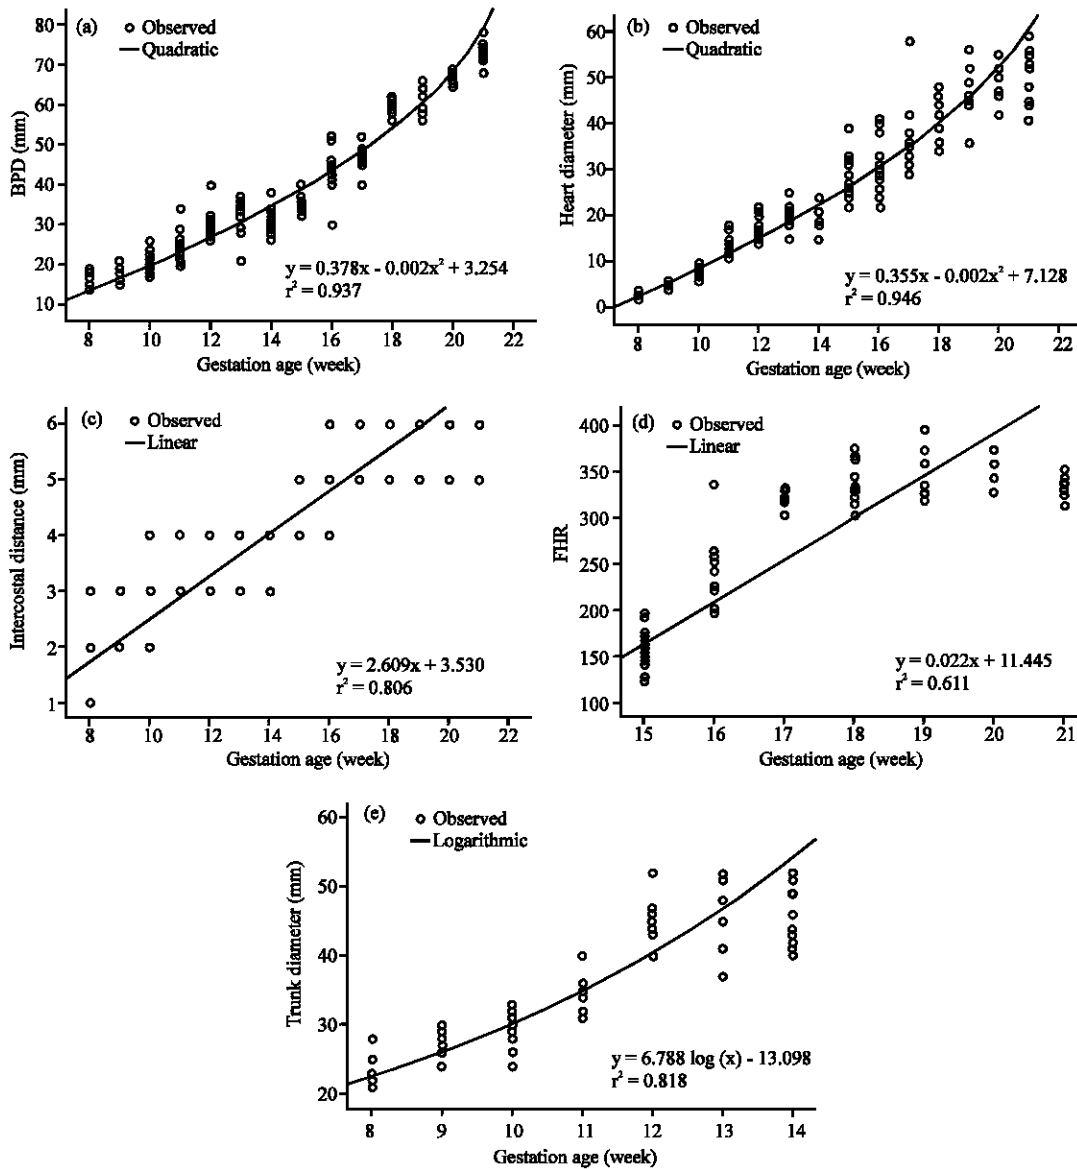 (a)
Observed
Quadratic
80
70
60
50
40
30
20
10
BPD (mm)
y = 0.378x - 0.002x² + 3.254
r² = 0.937
8 10 12 14 16 18 20 22
Gestation age (week)
(b)
Observed
Quadratic
60
50
40
30
20
10
0
Heart diameter (mm)
y = 0.355x - 0.002x² + 7.128
r² = 0.946
8 10 12 14 16 18 20 22
Gestation age (week)
(c)
Observed
Linear
6
5
4
3
2
1
Intercostal distance (mm)
y = 2.609x + 3.530
r² = 0.806
8 10 12 14 16 18 20 22
Gestation age (week)
(d)
Observed
Linear
400
350
300
250
200
150
100
FHR
y = 0.022x + 11.445
r² = 0.611
15 16 17 18 19 20 21
Gestation age (week)
(e)
Observed
Logarithmic
60
50
40
30
20
Trunk diameter (mm)
y = 6.788 log (x) - 13.098
r² = 0.818
8 9 10 11 12 13 14
Gestation age (week)